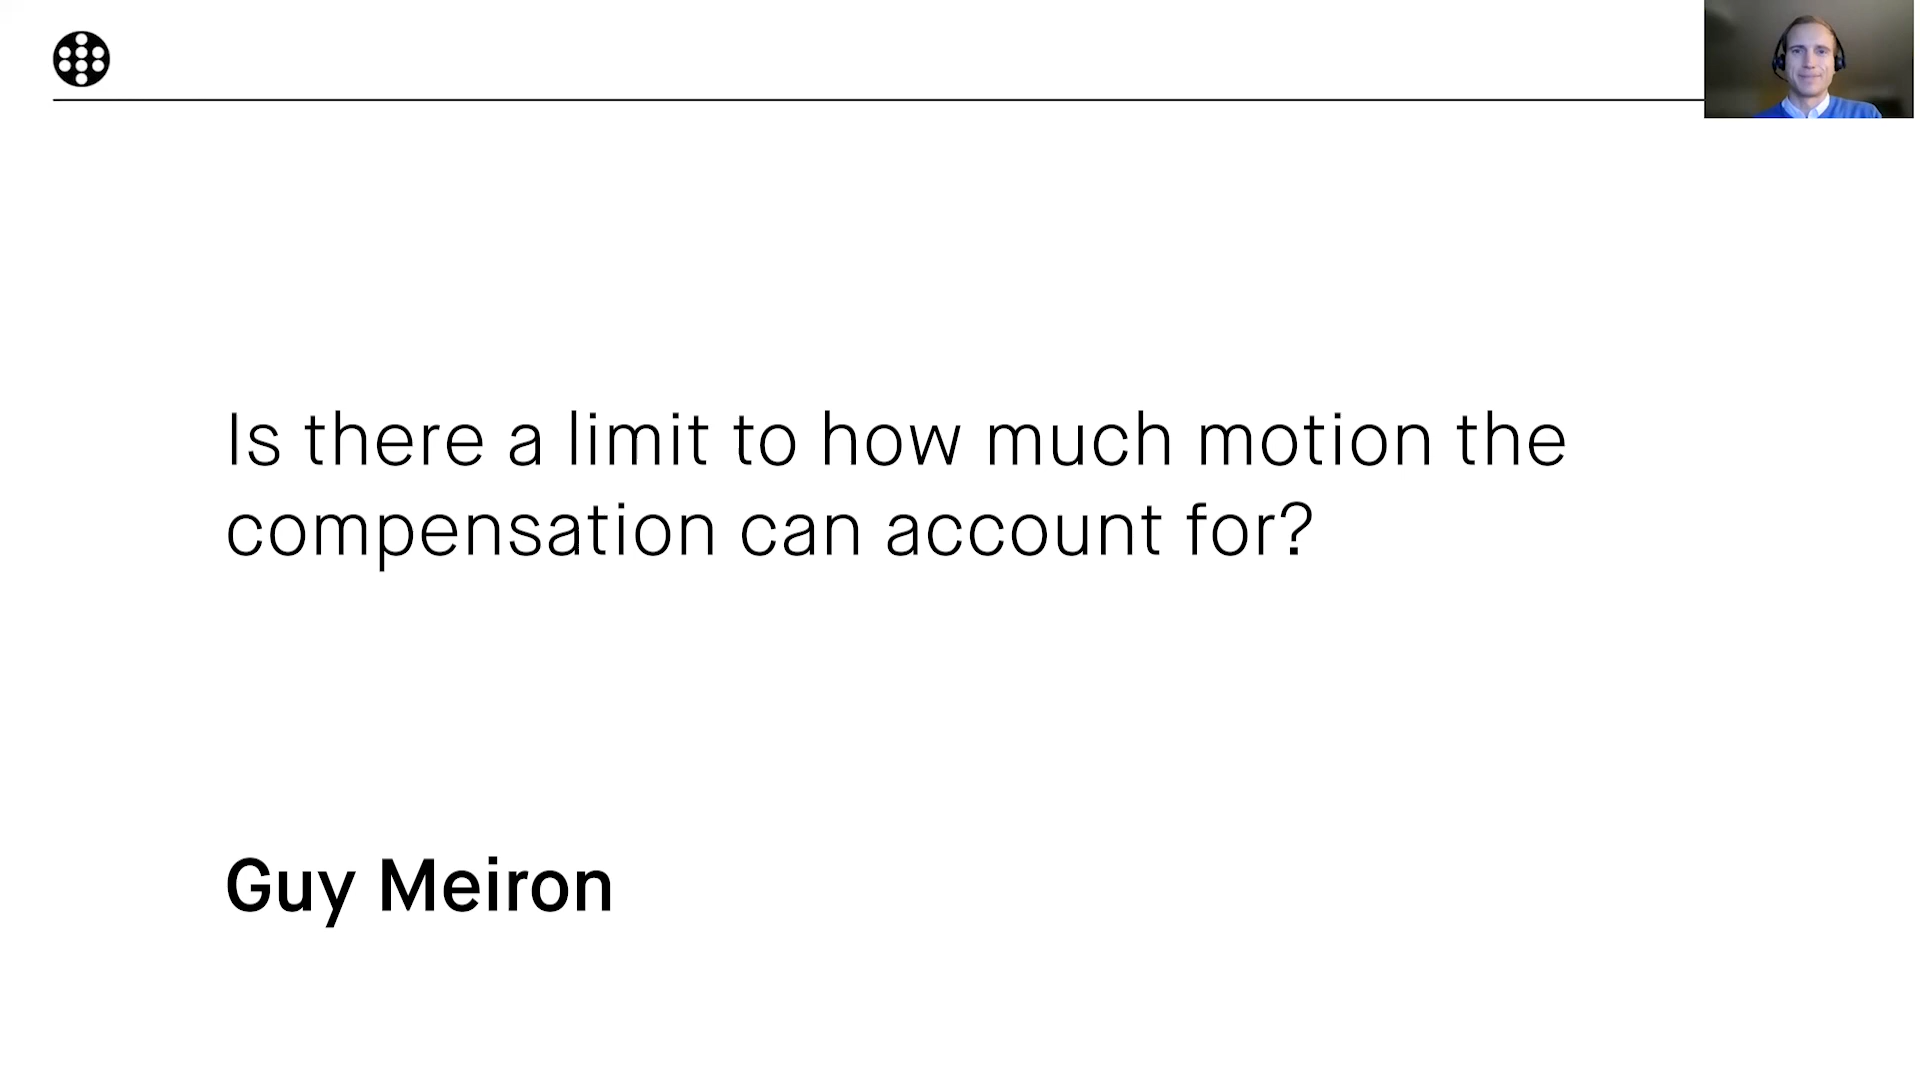 Is there a limit to how much motion the
compensation can account for?
Guy Meiron